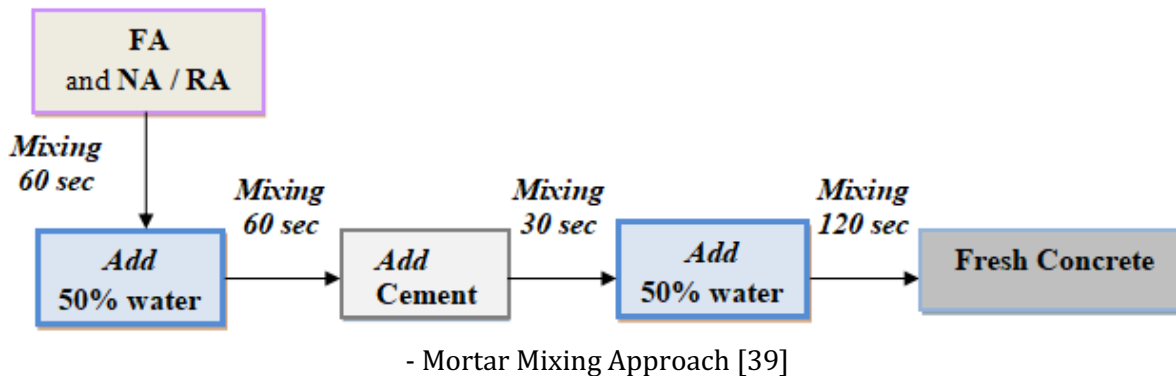 FA
and NA / RA
Mixing
60 sec
Add
50% water
Mixing
60 sec
Add
Cement
Mixing
30 sec
Add
50% water
Mixing
120 sec
Fresh Concrete
- Mortar Mixing Approach [39]